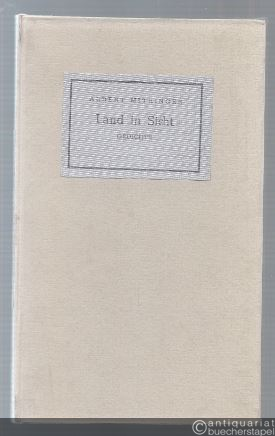 ALBERT MITRINGER
Land in Sicht
GEDICHTE
antiquariat
buecherstapel